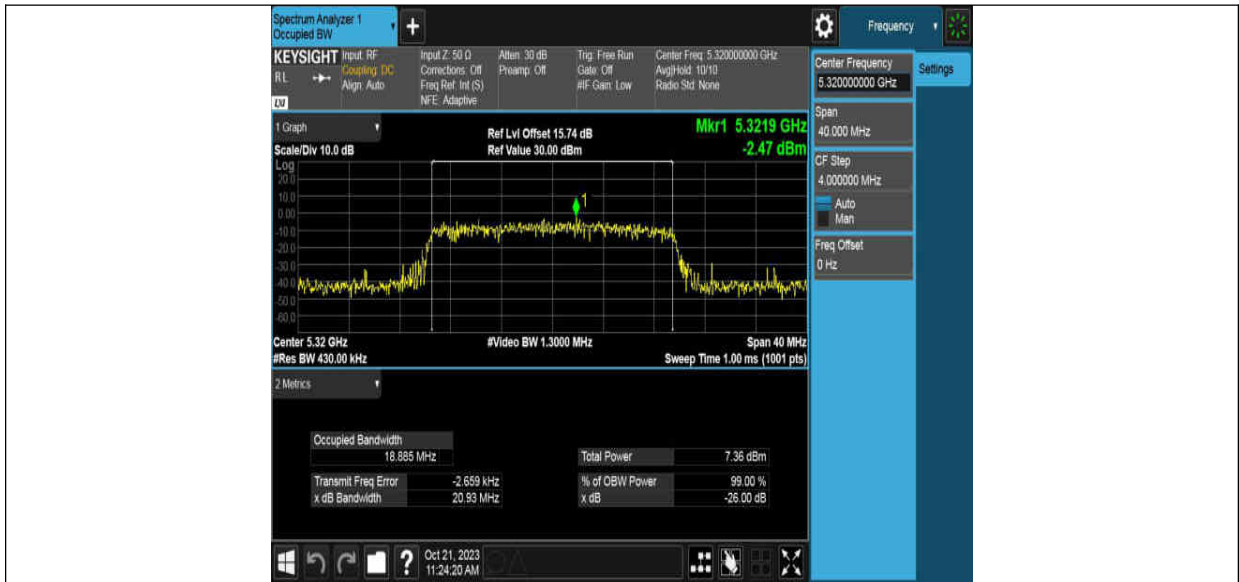 Spectrum Analyzer 1
Occupied BW
+
Frequency
KEYSIGHT
RL
LW
Input: RF
Coupling: DC
Align: Auto
Input Z: 50 Ω
Corrections: Off
Freq Ref: Int (S)
NFE: Adaptive
Atten: 30 dB
Preamp: Off
Trig: Free Run
Gate: Off
#IF Gain: Low
Center Freq: 5.320000000 GHz
Avg|Hold: 10/10
Radio Std: None
Center Frequency
5.320000000 GHz
Settings
Span
40.000 MHz
CF Step
4.000000 MHz
Auto
Man
Freq Offset
0 Hz
1 Graph
Scale/Div 10.0 dB
Ref Lvl Offset 15.74 dB
Ref Value 30.00 dBm
Mkr1 5.3219 GHz
-2.47 dBm
Log
20.0
10.0
0.00
-10.0
-20.0
-30.0
-40.0
-50.0
-60.0
1
Center 5.32 GHz
#Video BW 1.3000 MHz
Span 40 MHz
#Res BW 430.00 kHz
Sweep Time 1.00 ms (1001 pts)
2 Metrics
Occupied Bandwidth
18.885 MHz
Total Power 7.36 dBm
Transmit Freq Error -2.659 kHz
% of OBW Power 99.00 %
x dB Bandwidth 20.93 MHz
x dB -26.00 dB
?
Oct 21, 2023
11:24:20 AM